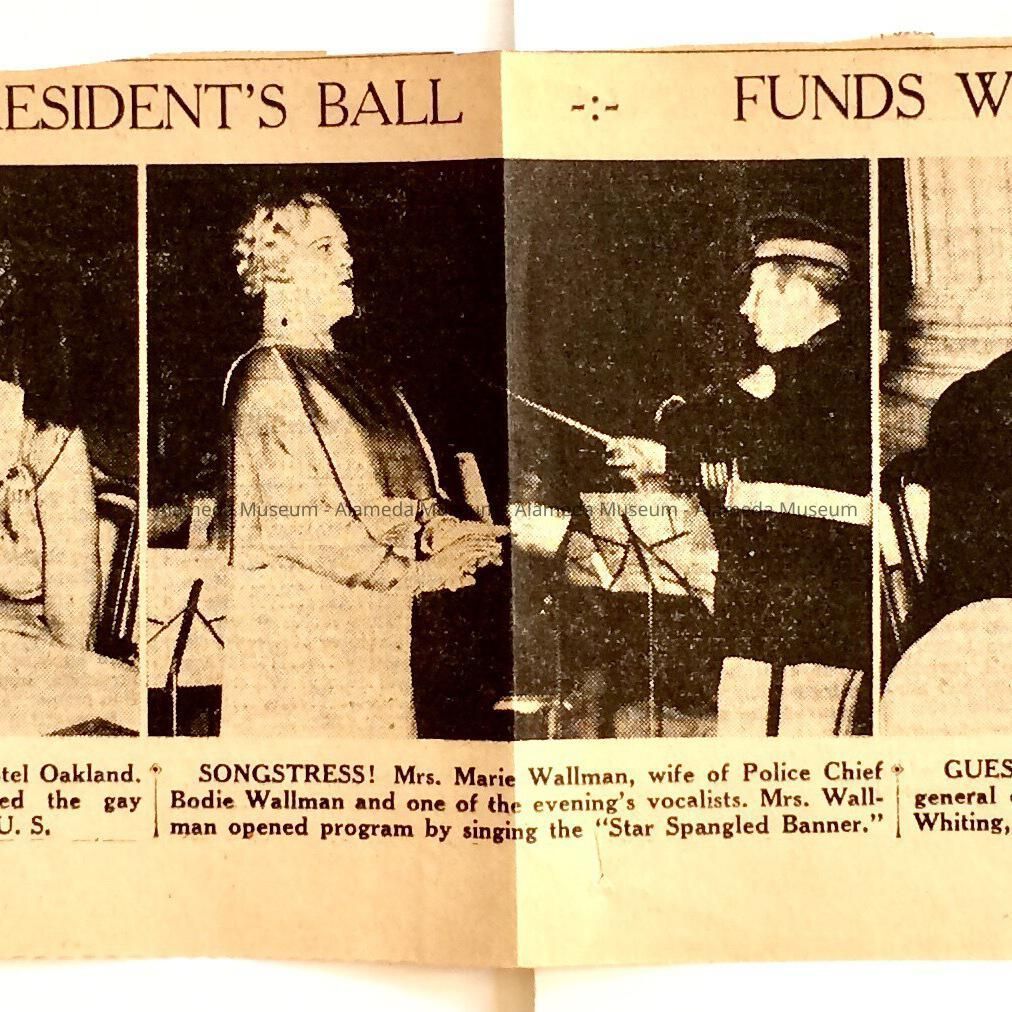 ESIDENT'S BALL -:- FUNDS W
Alameda Museum - Alameda Museum - Alameda Museum - Alameda Museum
tel Oakland.
ed the gay
U. S.
SONGSTRESS! Mrs. Marie Wallman, wife of Police Chief
Bodie Wallman and one of the evening's vocalists. Mrs. Wall-
man opened program by singing the "Star Spangled Banner."
GUES
general
Whiting,